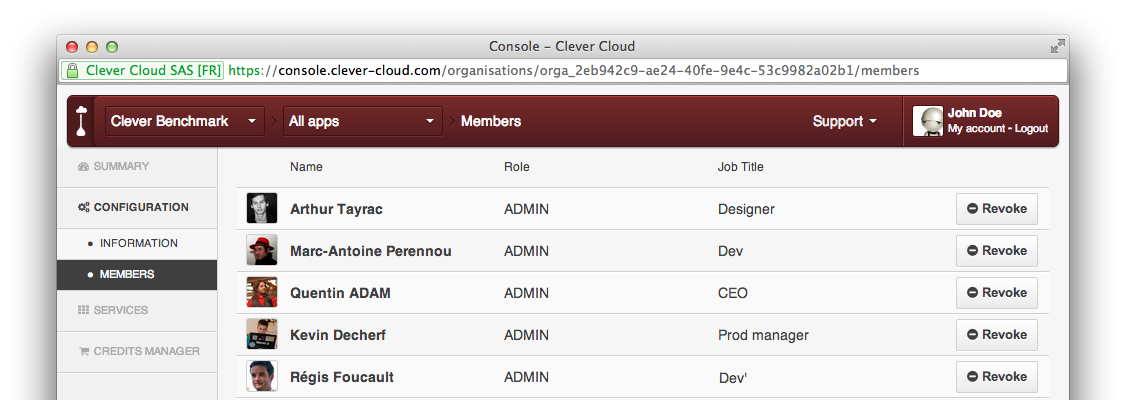 Console – Clever Cloud
Clever Cloud SAS [FR] https://console.clever-cloud.com/organisations/orga_2eb942c9-ae24-40fe-9e4c-53c9982a02b1/members
Clever Benchmark All apps Members Support John Doe
My account - Logout
SUMMARY Name Role Job Title
CONFIGURATION Arthur Tayrac ADMIN Designer Revoke
INFORMATION Marc-Antoine Perennou ADMIN Dev Revoke
MEMBERS
Quentin ADAM ADMIN CEO Revoke
SERVICES
Kevin Decherf ADMIN Prod manager Revoke
CREDITS MANAGER
Régis Foucault ADMIN Dev' Revoke